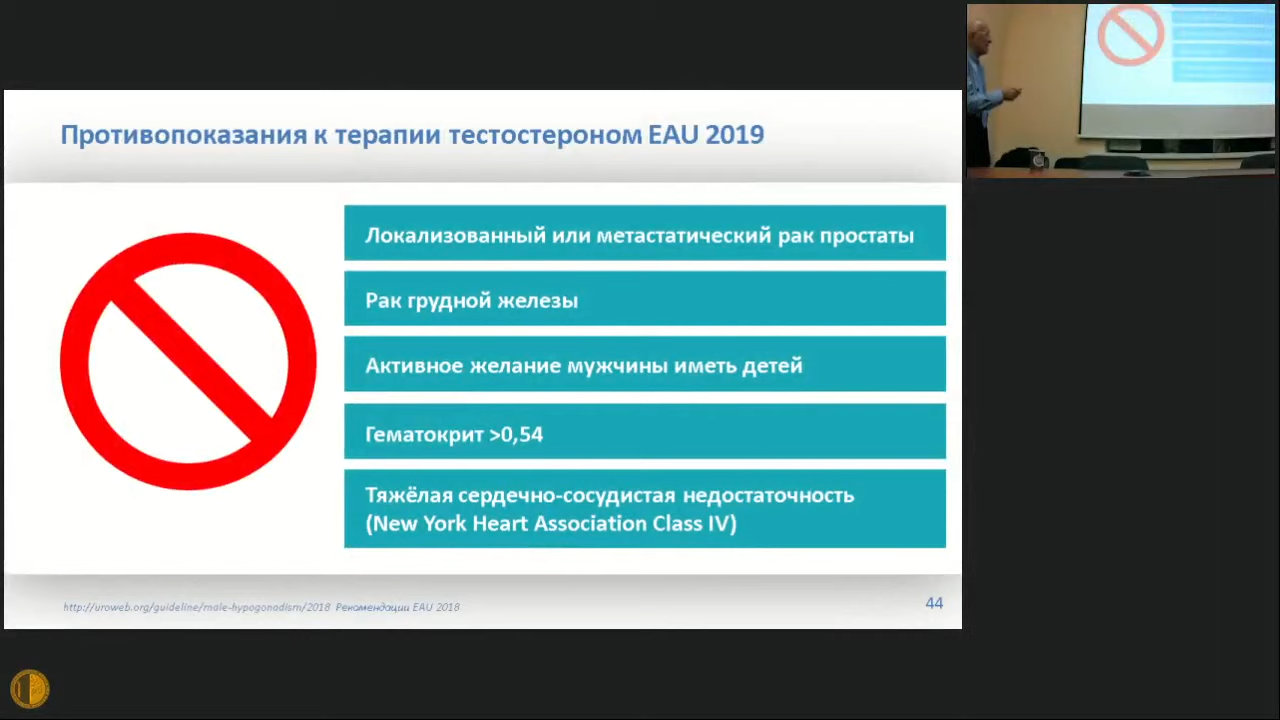 Противопоказания к терапии тестостероном EAU 2019
Локализованный или метастатический рак простаты
Рак грудной железы
Активное желание мужчины иметь детей
Гематокрит >0,54
Тяжёлая сердечно-сосудистая недостаточность
(New York Heart Association Class IV)
http://uroweb.org/guideline/male-hypogonadism/2018 Рекомендации EAU 2018
44